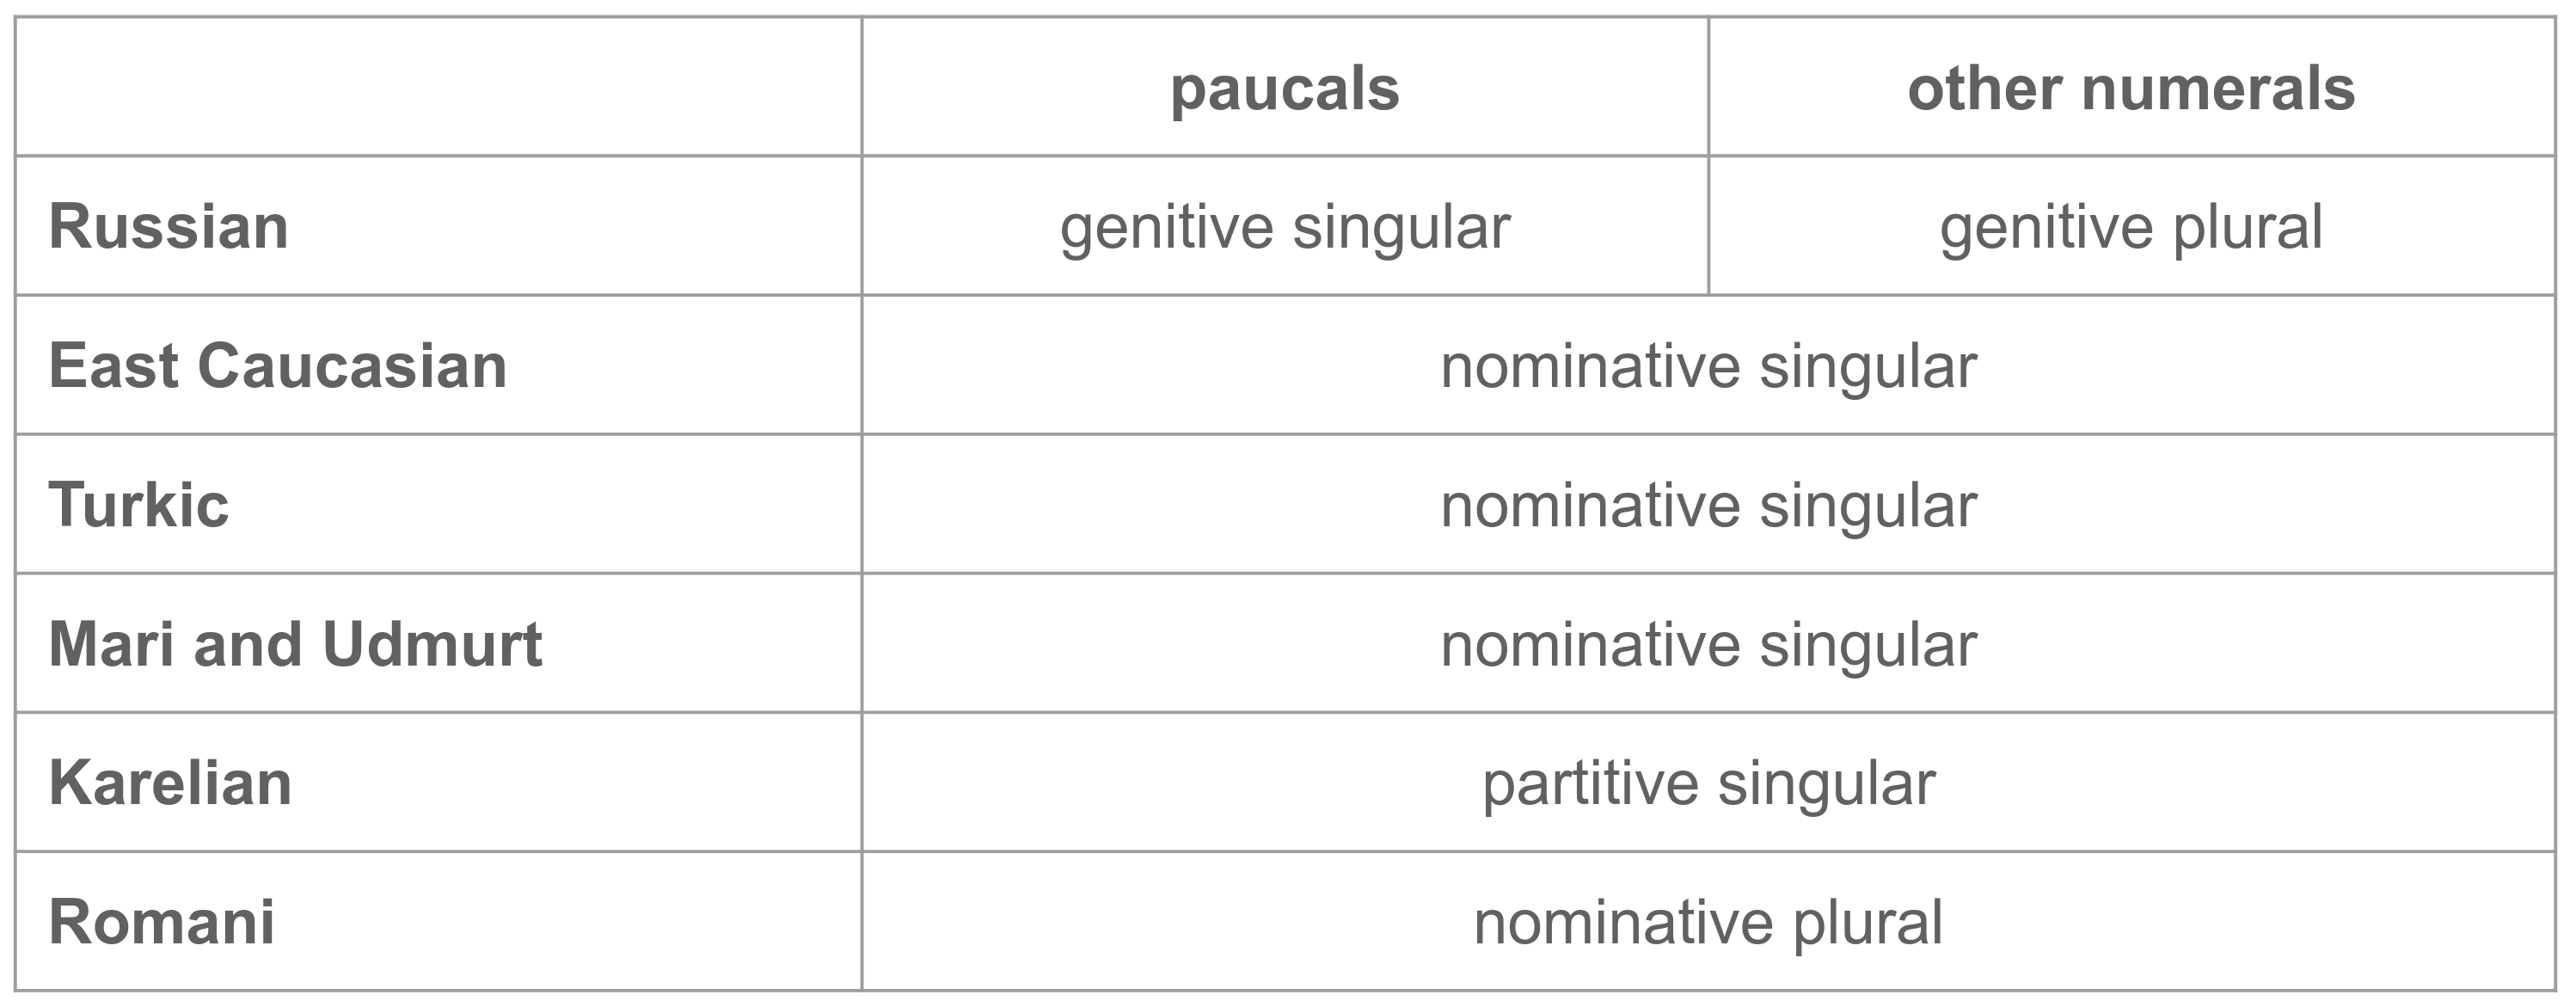 paucals other numerals
Russian genitive singular genitive plural
East Caucasian nominative singular
Turkic nominative singular
Mari and Udmurt nominative singular
Karelian partitive singular
Romani nominative plural